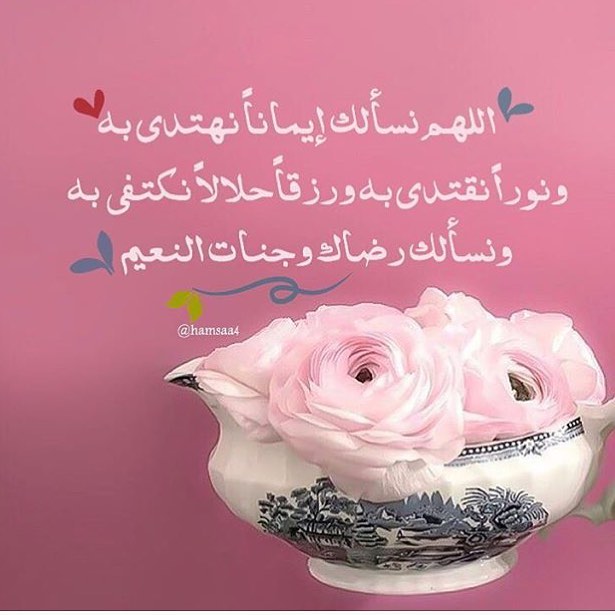 اللهم نسألك إيماناً نهتدى به
ونوراً نقتدى به ورزقاً حلالاً نكتفى به
ونسألك رضاك وجنات النعيم
@hamsaa4